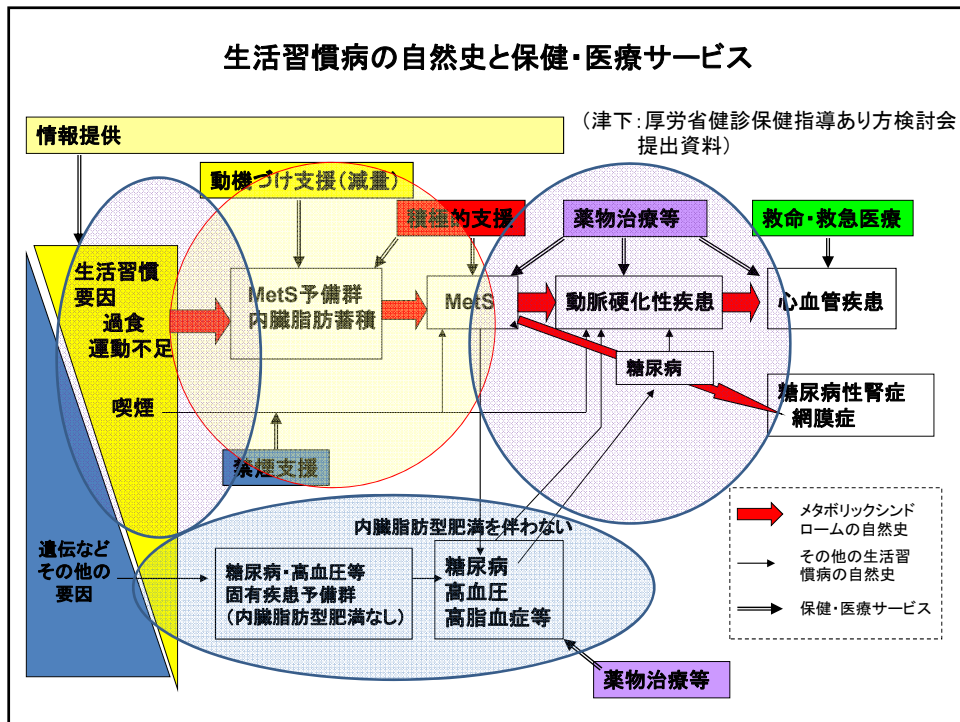 生活習慣病の自然史と保健・医療サービス
(津下:厚労省健診保健指導あり方検討会
提出資料)
情報提供
動機づけ支援(減量)
積極的支援
薬物治療等
救命・救急医療
生活習慣
要因
過食
運動不足
MetS予備群
内臓脂肪蓄積
MetS
動脈硬化性疾患
心血管疾患
糖尿病
糖尿病性腎症
網膜症
喫煙
禁煙支援
内臓脂肪型肥満を伴わない
遺伝など
その他の
要因
糖尿病・高血圧等
固有疾患予備群
(内臓脂肪型肥満なし)
糖尿病
高血圧
高脂血症等
薬物治療等
メタボリックシンド
ロームの自然史
その他の生活習
慣病の自然史
保健・医療サービス